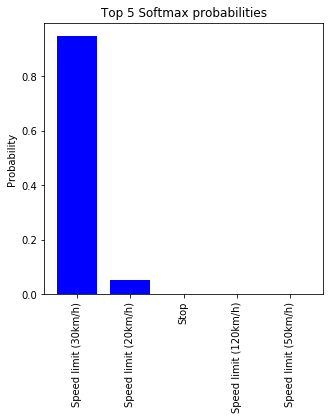 Top 5 Softmax probabilities
Probability
0.8
0.6
0.4
0.2
0.0
Speed limit (30km/h)
Speed limit (20km/h)
Stop
Speed limit (120km/h)
Speed limit (50km/h)